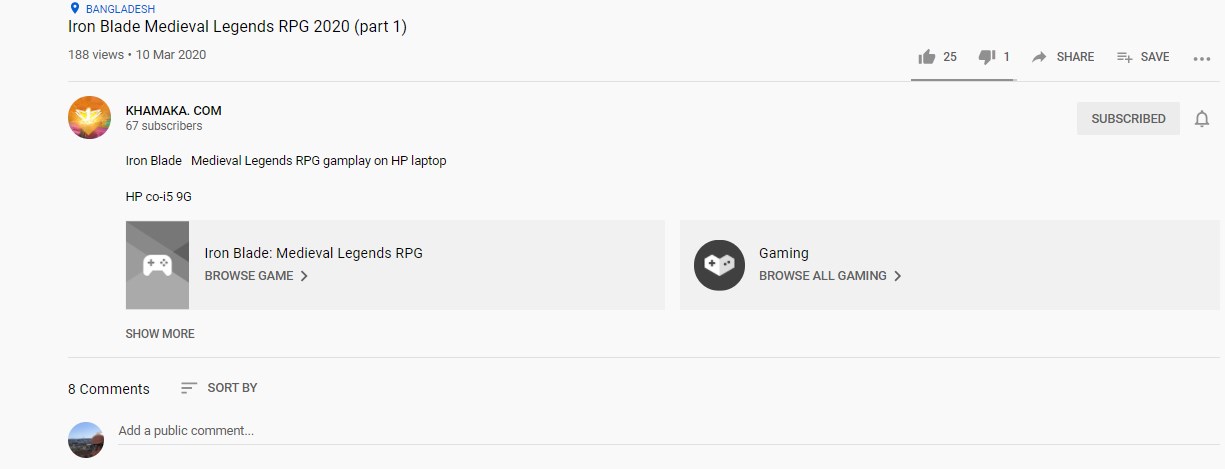 BANGLADESH
Iron Blade Medieval Legends RPG 2020 (part 1)
188 views • 10 Mar 2020
25 1 SHARE SAVE
KHAMAKA. COM
67 subscribers
SUBSCRIBED
Iron Blade Medieval Legends RPG gamplay on HP laptop
HP co-i5 9G
Iron Blade: Medieval Legends RPG
BROWSE GAME
Gaming
BROWSE ALL GAMING
SHOW MORE
8 Comments SORT BY
Add a public comment...